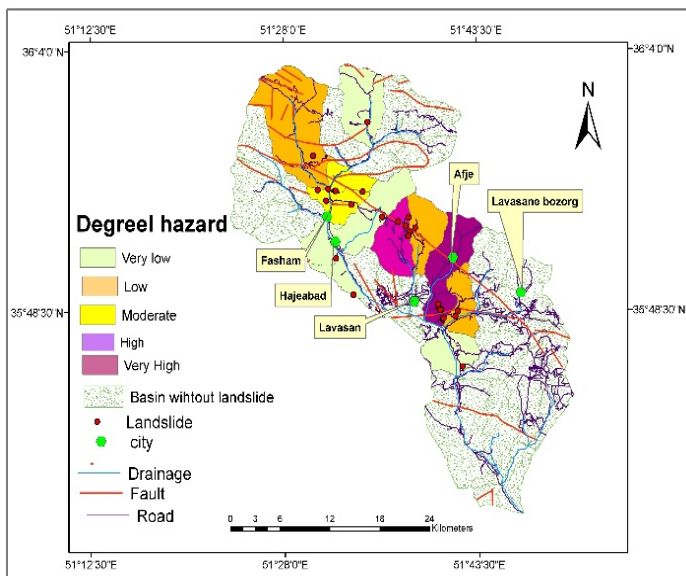 51°12'30"E 51°28'0"E 51°43'30"E
36°4'0"N 36°4'0"N
N
Afje
Lavasane bozorg
Degreel hazard
Very low
Fasham
Low
Hajeabad
35°48'30"N 35°48'30"N
Moderate
Lavasan
High
Very High
Basin wihtout landslide
Landslide
city
Drainage
Fault
Road
0 3 6 12 18 24
Kilometers
51°12'30"E 51°28'0"E 51°43'30"E